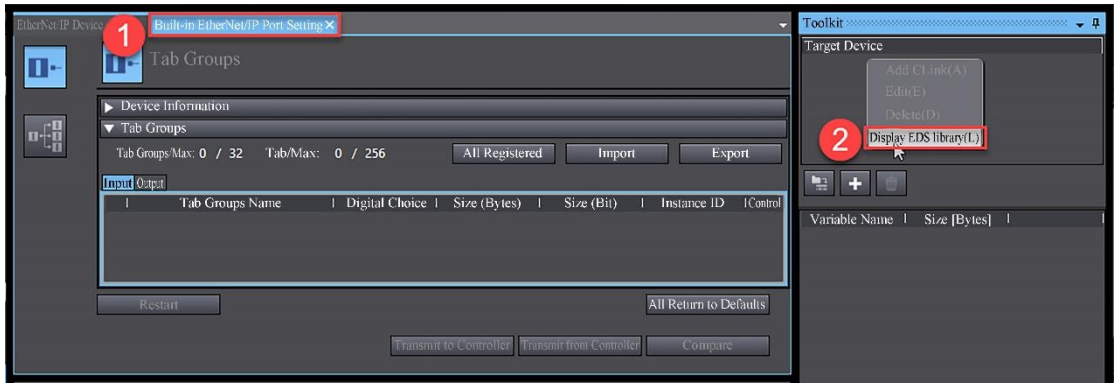 EtherNet/IP Device
1
Built-in EtherNet/IP Port Setting
Tab Groups
Device Information
Tab Groups
Tab Groups/Max: 0 / 32 Tab/Max: 0 / 256 All Registered Import Export
Input Output
Tab Groups Name Digital Choice Size (Bytes) Size (Bit) Instance ID Control
Restart
All Return to Defaults
Transmit to Controller Transmit from Controller Compare
Toolkit
Target Device
Add CLink(A)
Edit(E)
Delete(D)
2
Display EDS library(L)
Variable Name Size [Bytes]